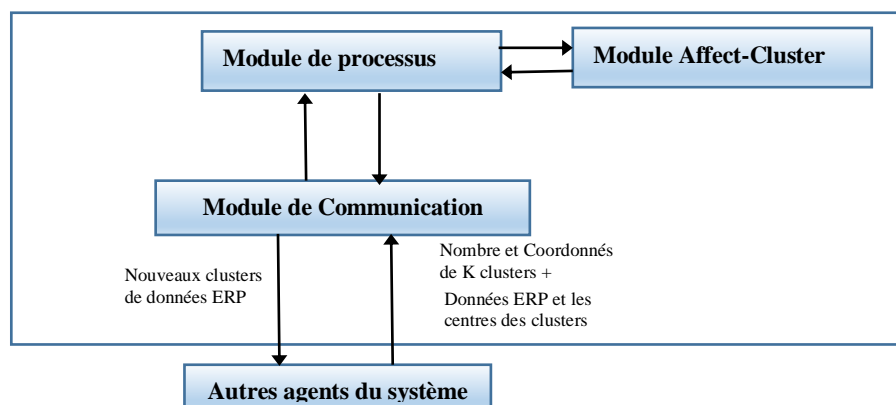 Module de processus
Module Affect-Cluster
Module de Communication
Nouveaux clusters
de données ERP
Nombre et Coordonnés
de K clusters +
Données ERP et les
centres des clusters
Autres agents du système